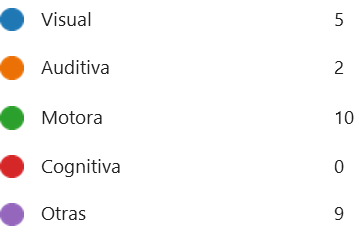 Visual 5
Auditiva 2
Motora 10
Cognitiva 0
Otras 9